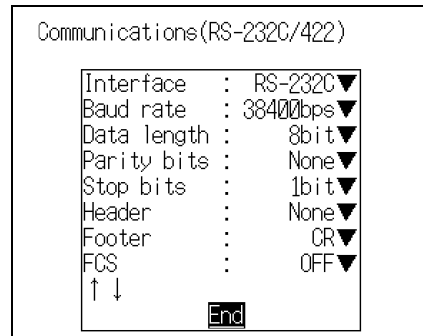 Communications(RS-232C/422)
Interface : RS-232C▼
Baud rate : 38400bps▼
Data length : 8bit▼
Parity bits : None▼
Stop bits : 1bit▼
Header : None▼
Footer : CR▼
FCS : OFF▼
↑ ↓
End